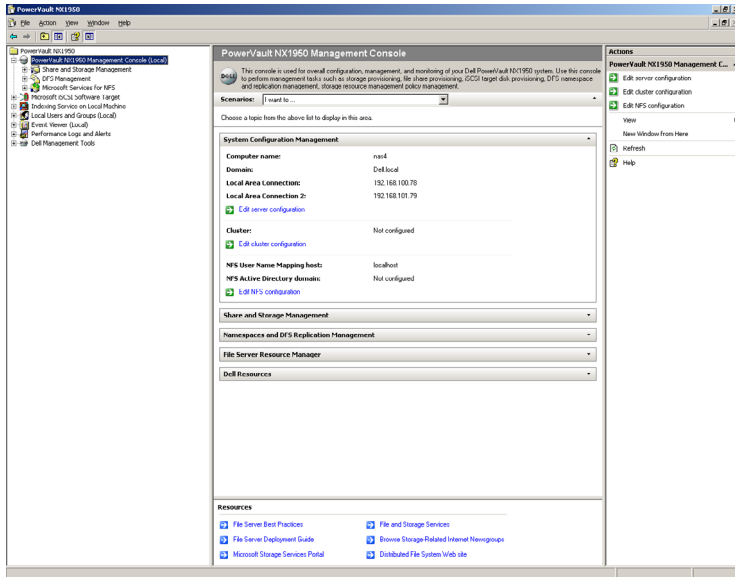 PowerVault NX1950
File Action View Window Help
PowerVault NX1950
PowerVault NX1950 Management Console (Local)
Share and Storage Management
DFS Management
Microsoft Services for NFS
Microsoft iSCSI Software Target
Indexing Service on Local Machine
Local Users and Groups (Local)
Event Viewer (Local)
Performance Logs and Alerts
Dell Management Tools
PowerVault NX1950 Management Console
DELL
This console is used for overall configuration, management, and monitoring of your Dell PowerVault NX1950 system. Use this console
to perform management tasks such as storage provisioning, file share provisioning, iSCSI target disk provisioning, DFS namespace
and replication management, storage resource management policy management.
Scenarios: I want to ...
Choose a topic from the above list to display in this area.
System Configuration Management
Computer name: nas4
Domain: Dell.local
Local Area Connection: 192.168.100.78
Local Area Connection 2: 192.168.101.79
Edit server configuration
Cluster: Not configured
Edit cluster configuration
NFS User Name Mapping host: localhost
NFS Active Directory domain: Not configured
Edit NFS configuration
Share and Storage Management
Namespaces and DFS Replication Management
File Server Resource Manager
Dell Resources
Resources
File Server Best Practices
File and Storage Services
File Server Deployment Guide
Browse Storage-Related Internet Newsgroups
Microsoft Storage Services Portal
Distributed File System Web site
Actions
PowerVault NX1950 Management C...
Edit server configuration
Edit cluster configuration
Edit NFS configuration
View
New Window from Here
Refresh
Help